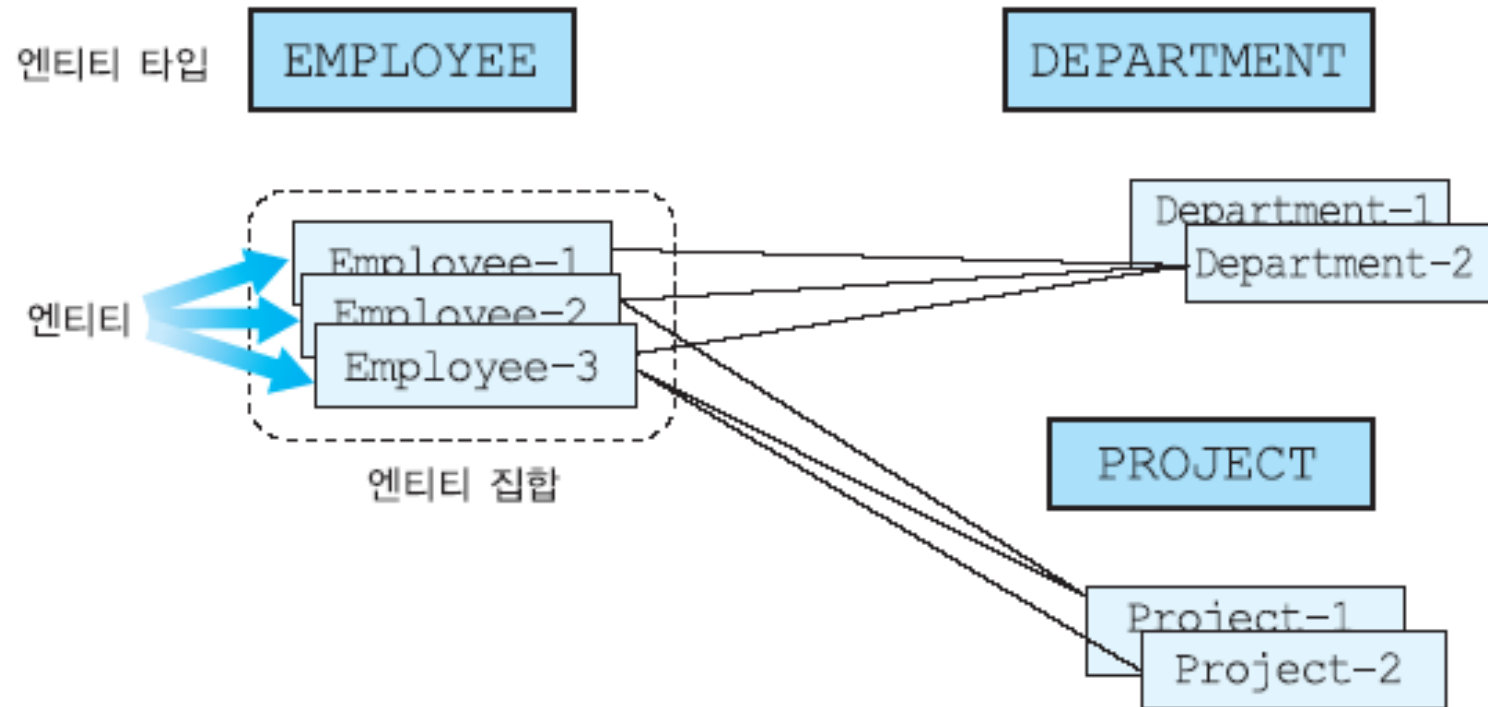 엔티티 타입
EMPLOYEE
DEPARTMENT
Department-1
Department-2
엔티티
Employee-1
Employee-2
Employee-3
엔티티 집합
PROJECT
Project-1
Project-2